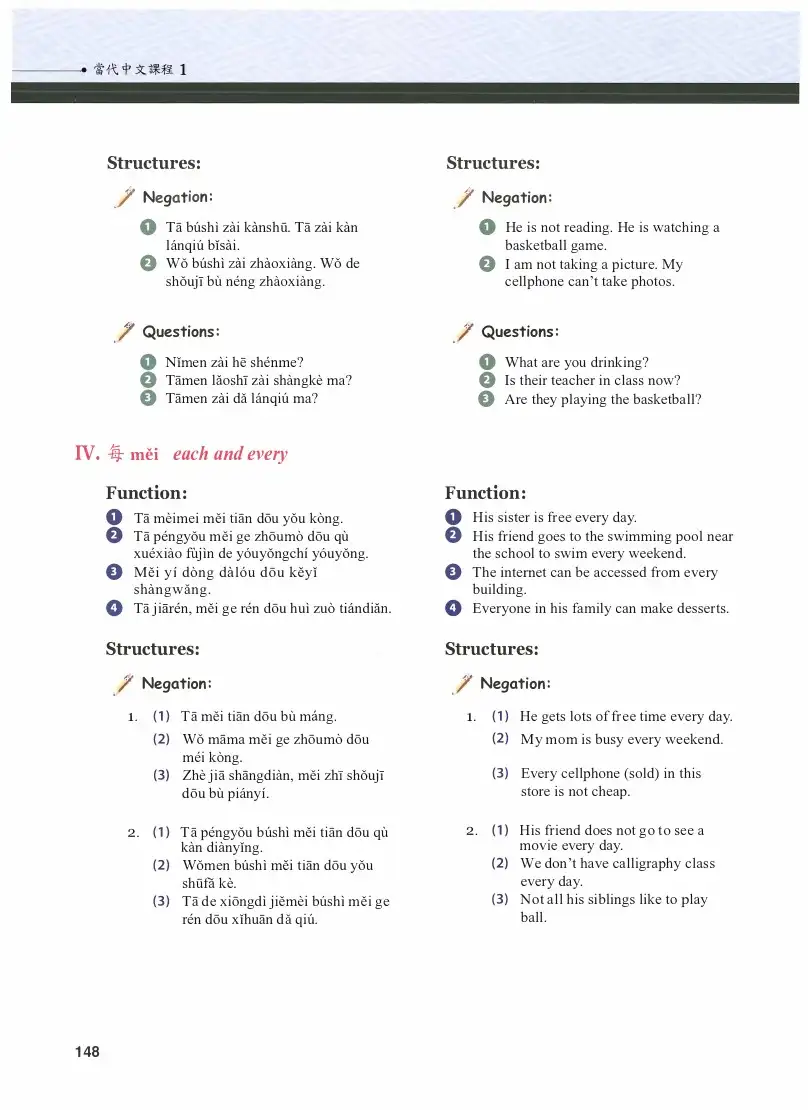 當代中文課程 1
Structures:
Negation:
1 Tā búshì zài kànshū. Tā zài kàn
lánqiú bǐsài.
2 Wǒ búshì zài zhàoxiàng. Wǒ de
shǒujī bù néng zhàoxiàng.
Questions:
1 Nǐmen zài hē shénme?
2 Tāmen lǎoshī zài shàngkè ma?
3 Tāmen zài dǎ lánqiú ma?
Structures:
Negation:
1 He is not reading. He is watching a
basketball game.
2 I am not taking a picture. My
cellphone can't take photos.
Questions:
1 What are you drinking?
2 Is their teacher in class now?
3 Are they playing the basketball?
IV. 每 měi each and every
Function:
1 Tā mèimei měi tiān dōu yǒu kòng.
2 Tā péngyǒu měi ge zhōumò dōu qù
xuéxiào fùjìn de yóuyǒngchí yóuyǒng.
3 Měi yí dòng dàlóu dōu kěyǐ
shàngwǎng.
4 Tā jiārén, měi ge rén dōu huì zuò tiándiǎn.
Structures:
Negation:
1. (1) Tā měi tiān dōu bù máng.
(2) Wǒ māma měi ge zhōumò dōu
méi kòng.
(3) Zhè jiā shāngdiàn, měi zhī shǒujī
dōu bù piányí.
2. (1) Tā péngyǒu búshì měi tiān dōu qù
kàn diànyǐng.
(2) Wǒmen búshì měi tiān dōu yǒu
shūfǎ kè.
(3) Tā de xiōngdì jiěmèi búshì měi ge
rén dōu xǐhuān dǎ qiú.
Function:
1 His sister is free every day.
2 His friend goes to the swimming pool near
the school to swim every weekend.
3 The internet can be accessed from every
building.
4 Everyone in his family can make desserts.
Structures:
Negation:
1. (1) He gets lots of free time every day.
(2) My mom is busy every weekend.
(3) Every cellphone (sold) in this
store is not cheap.
2. (1) His friend does not go to see a
movie every day.
(2) We don't have calligraphy class
every day.
(3) Not all his siblings like to play
ball.
148